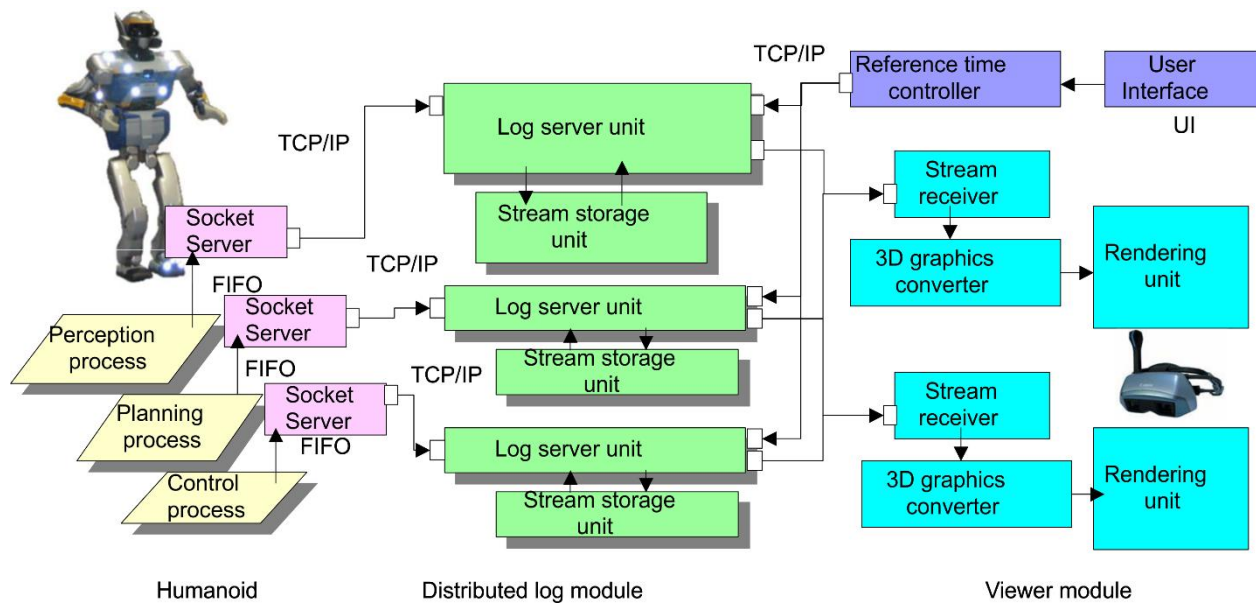 TCP/IP
TCP/IP
Reference time
controller
User
Interface
UI
Log server unit
TCP/IP
Stream storage
unit
Stream
receiver
Socket
Server
3D graphics
converter
Rendering
unit
TCP/IP
FIFO
Socket
Server
Log server unit
Perception
process
FIFO
Stream storage
unit
TCP/IP
Planning
process
Socket
Server
FIFO
Stream
receiver
Log server unit
Control
process
Stream storage
unit
3D graphics
converter
Rendering
unit
Humanoid
Distributed log module
Viewer module